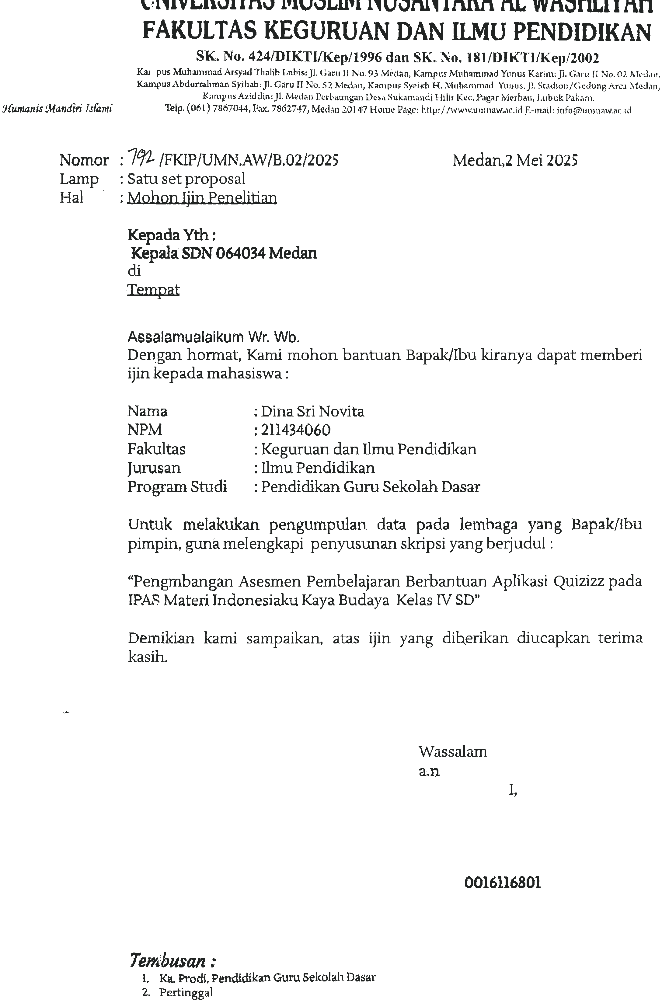 UNIVERSITAS MUSLIM NUSANTARA AL WASHLIYAH
FAKULTAS KEGURUAN DAN ILMU PENDIDIKAN
SK. No. 424/DIKTI/Kep/1996 dan SK. No. 181/DIKTI/Kep/2002
Ka pus Muhammad Arsyad Thalib Lubis: Jl. Garu II No. 93 Medan, Kampus Muhammad Yunus Karim: Jl. Garu II No. 02 Medan,
Kampus Abdurrahman Syihab: Jl. Garu II No. 52 Medan, Kampus Syeikh H. Muhammad Yunus, Jl. Stadion/Gedung Arca Medan,
Kampus Aziddin: Jl. Medan Perbaungan Desa Sukamandi Hilir Kec. Pagar Merbau, Lubuk Pakam.
Humanis Mandiri Islami Telp. (061) 7867044, Fax. 7862747, Medan 20147 Home Page: http://www.umnaw.ac.id E-mail: info@umnaw.ac.id
Nomor : 792 /FKIP/UMN.AW/B.02/2025 Medan,2 Mei 2025
Lamp : Satu set proposal
Hal : Mohon Ijin Penelitian
Kepada Yth :
Kepala SDN 064034 Medan
di
Tempat
Assalamualaikum Wr. Wb.
Dengan hormat, Kami mohon bantuan Bapak/Ibu kiranya dapat memberi
ijin kepada mahasiswa :
Nama : Dina Sri Novita
NPM : 211434060
Fakultas : Keguruan dan Ilmu Pendidikan
Jurusan : Ilmu Pendidikan
Program Studi : Pendidikan Guru Sekolah Dasar
Untuk melakukan pengumpulan data pada lembaga yang Bapak/Ibu
pimpin, guna melengkapi penyusunan skripsi yang berjudul :
“Pengmbangan Asesmen Pembelajaran Berbantuan Aplikasi Quizizz pada
IPAS Materi Indonesiaku Kaya Budaya Kelas IV SD”
Demikian kami sampaikan, atas ijin yang diberikan diucapkan terima
kasih.
Wassalam
a.n
I,
0016116801
Tembusan :
1. Ka. Prodi. Pendidikan Guru Sekolah Dasar
2. Pertinggal